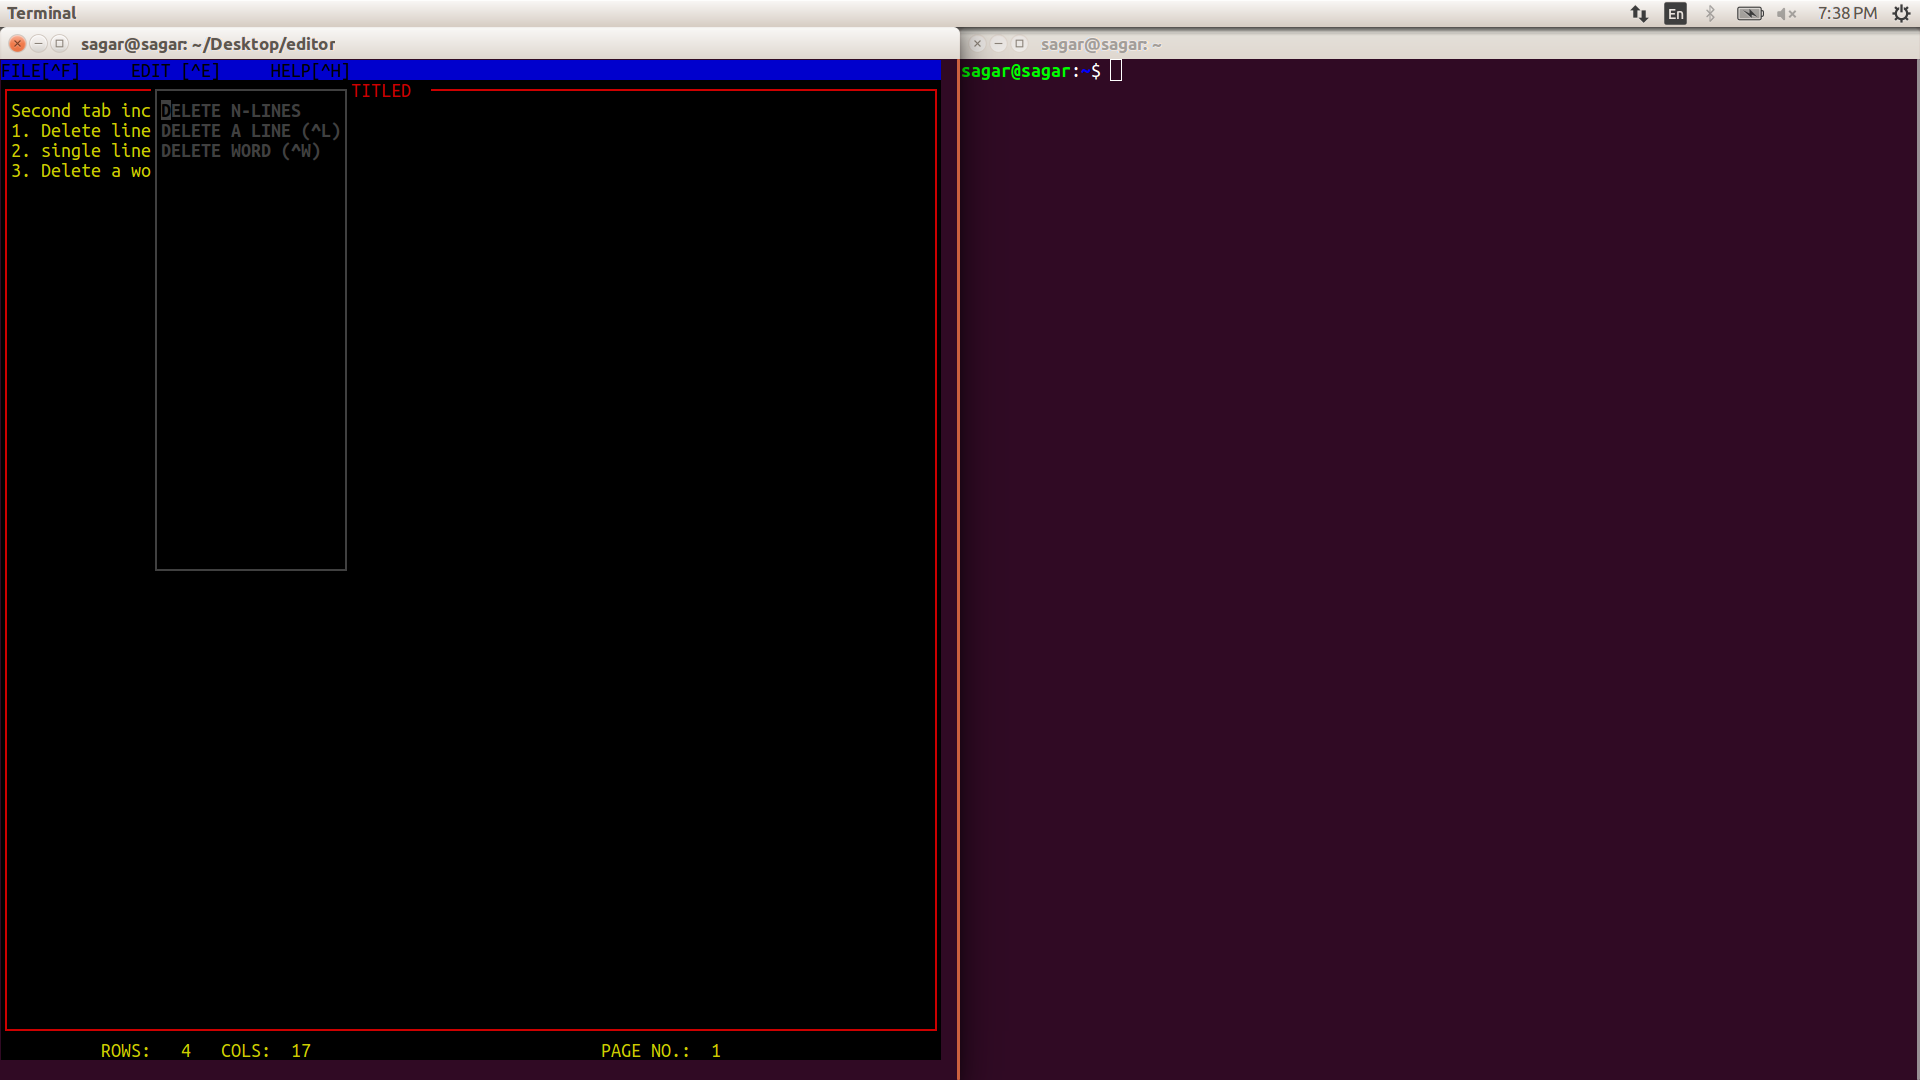 Terminal
En
7:38 PM
sagar@sagar: ~/Desktop/editor
FILE[^F] EDIT [^E] HELP[^H]
TITLED
Second tab inc
1. Delete line
2. single line
3. Delete a wo
DELETE N-LINES
DELETE A LINE (^L)
DELETE WORD (^W)
ROWS: 4 COLS: 17 PAGE NO.: 1
sagar@sagar: ~
sagar@sagar:~$